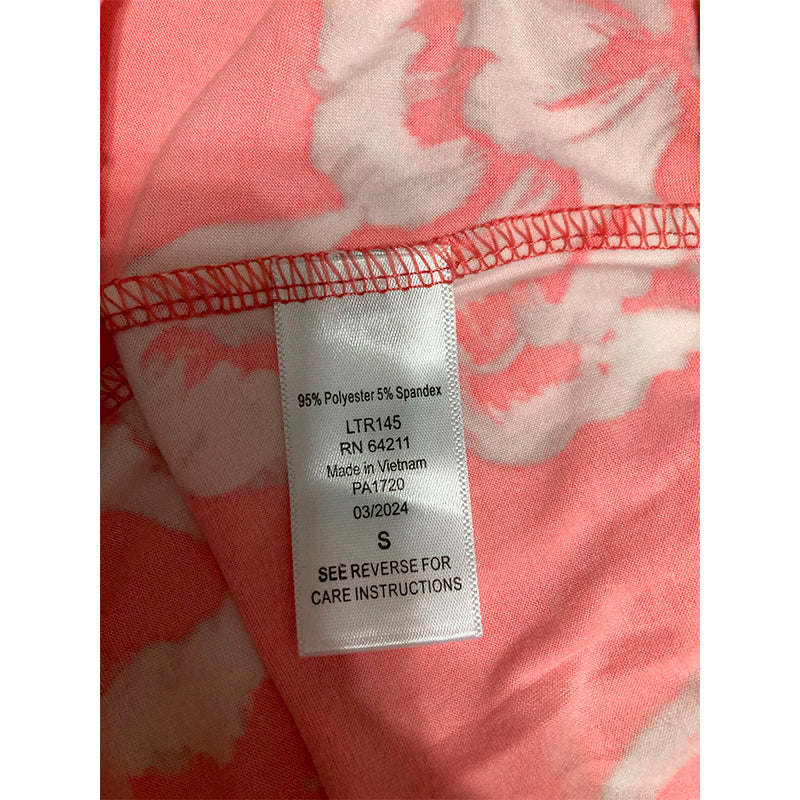 95% Polyester 5% Spandex
LTR145
RN 64211
Made in Vietnam
PA1720
03/2024
S
SEE REVERSE FOR
CARE INSTRUCTIONS